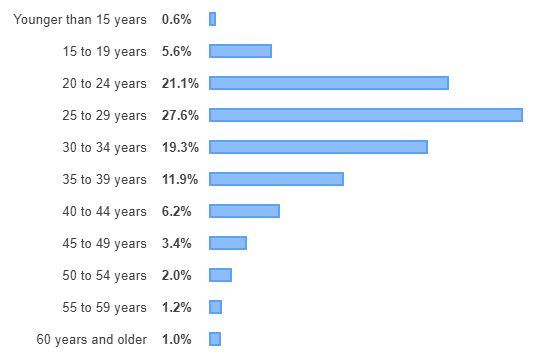 Younger than 15 years 0.6%
15 to 19 years 5.6%
20 to 24 years 21.1%
25 to 29 years 27.6%
30 to 34 years 19.3%
35 to 39 years 11.9%
40 to 44 years 6.2%
45 to 49 years 3.4%
50 to 54 years 2.0%
55 to 59 years 1.2%
60 years and older 1.0%